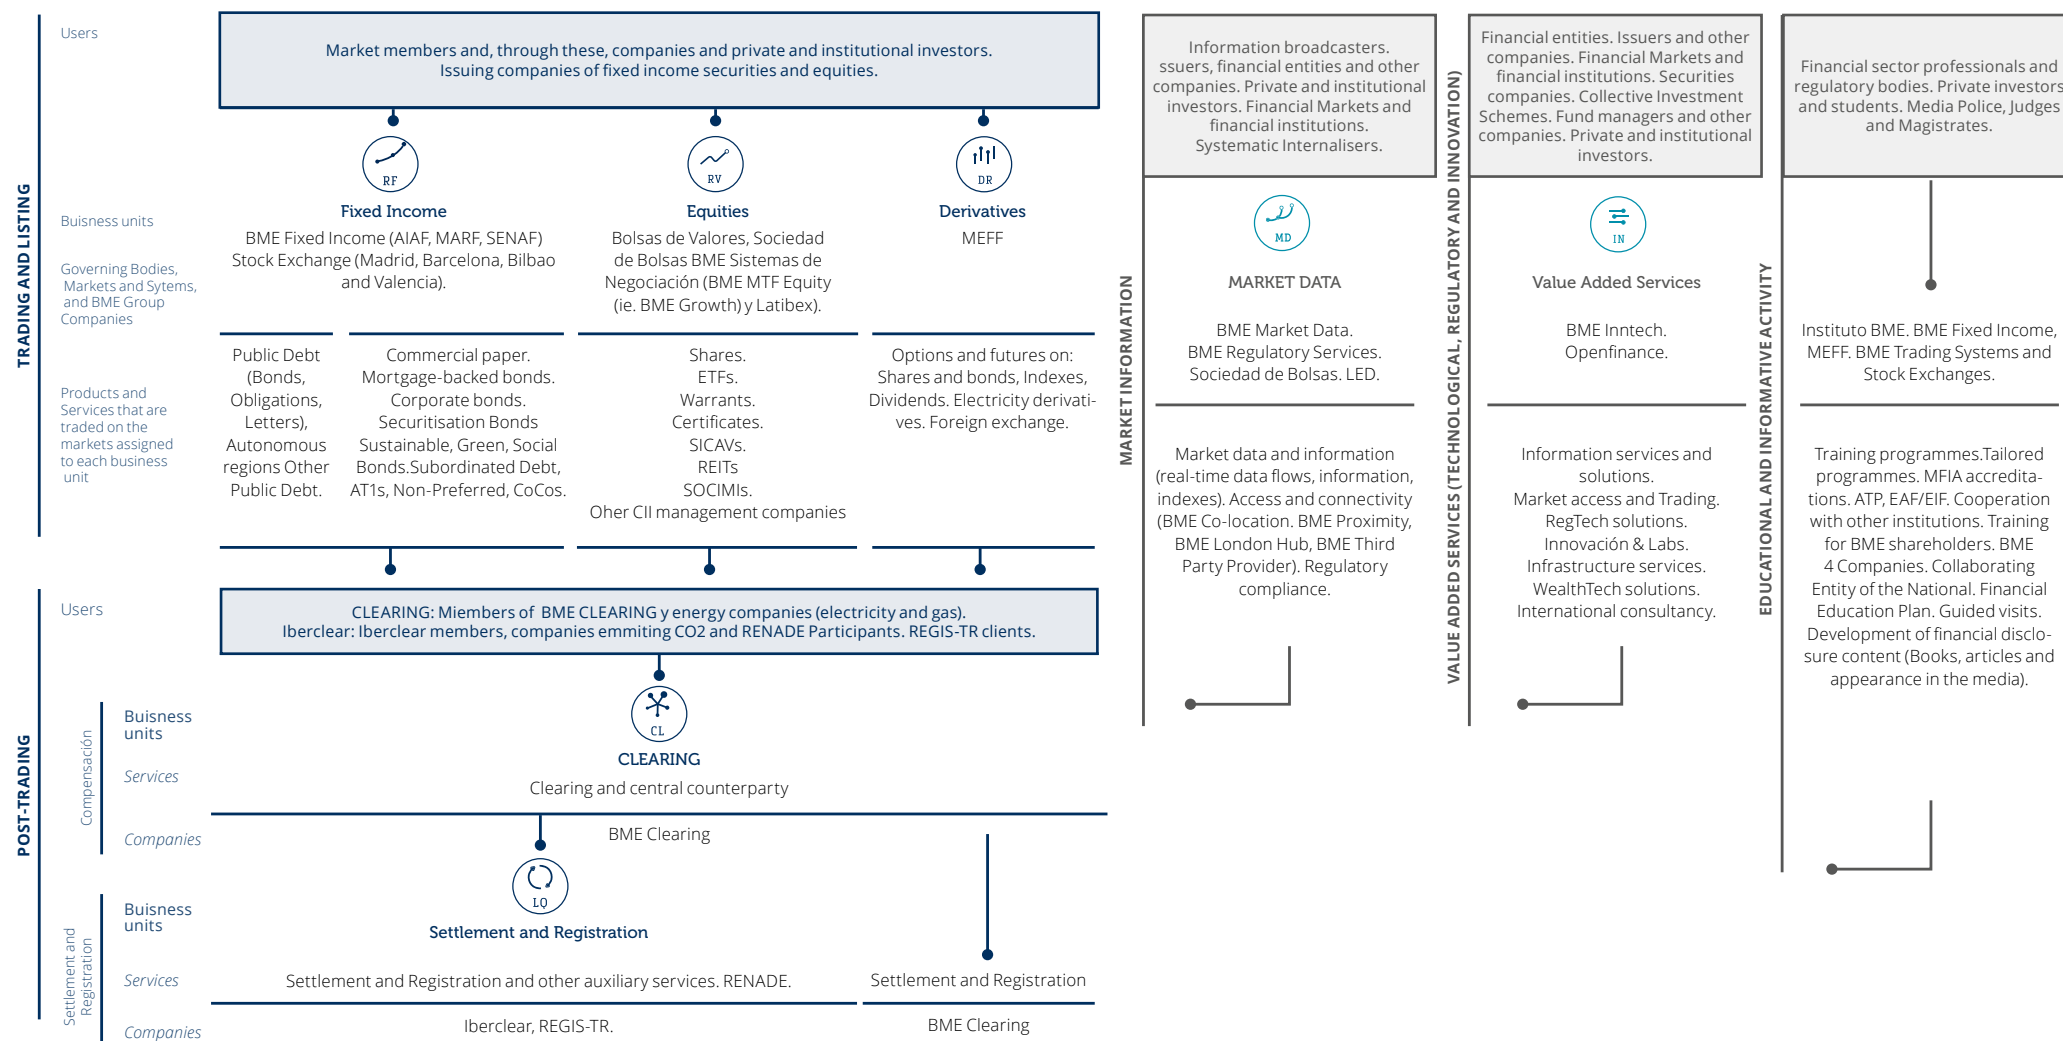 TRADING AND LISTING
Users
Market members and, through these, companies and private and institutional investors.
Issuing companies of fixed income securities and equities.
RF
RV
DR
Buisness units
Fixed Income
Equities
Derivatives
Governing Bodies,
Markets and Sytems,
and BME Group
Companies
BME Fixed Income (AIAF, MARF, SENAF)
Stock Exchange (Madrid, Barcelona, Bilbao
and Valencia).
Bolsas de Valores, Sociedad
de Bolsas BME Sistemas de
Negociación (BME MTF Equity
(ie. BME Growth) y Latibex).
MEFF
Products and
Services that are
traded on the
markets assigned
to each business
unit
Public Debt
(Bonds,
Obligations,
Letters),
Autonomous
regions Other
Public Debt.
Commercial paper.
Mortgage-backed bonds.
Corporate bonds.
Securitisation Bonds
Sustainable, Green, Social
Bonds.Subordinated Debt,
AT1s, Non-Preferred, CoCos.
Shares.
ETFs.
Warrants.
Certificates.
SICAVs.
REITs
SOCIMIs.
Oher CII management companies
Options and futures on:
Shares and bonds, Indexes,
Dividends. Electricity derivati-
ves. Foreign exchange.
POST-TRADING
Users
CLEARING: Miembers of BME CLEARING y energy companies (electricity and gas).
Iberclear: Iberclear members, companies emmiting CO2 and RENADE Participants. REGIS-TR clients.
Compensación
Buisness
units
CL
CLEARING
Services
Clearing and central counterparty
Companies
BME Clearing
Settlement and
Registration
Buisness
units
LQ
Settlement and Registration
Services
Settlement and Registration and other auxiliary services. RENADE.
Settlement and Registration
Companies
Iberclear, REGIS-TR.
BME Clearing
MARKET INFORMATION
Information broadcasters.
ssuers, financial entities and other
companies. Private and institutional
investors. Financial Markets and
financial institutions.
Systematic Internalisers.
MD
MARKET DATA
BME Market Data.
BME Regulatory Services.
Sociedad de Bolsas. LED.
Market data and information
(real-time data flows, information,
indexes). Access and connectivity
(BME Co-location. BME Proximity,
BME London Hub, BME Third
Party Provider). Regulatory
compliance.
VALUE ADDED SERVICES (TECHNOLOGICAL, REGULATORY AND INNOVATION)
Financial entities. Issuers and other
companies. Financial Markets and
financial institutions. Securities
companies. Collective Investment
Schemes. Fund managers and other
companies. Private and institutional
investors.
IN
Value Added Services
BME Inntech.
Openfinance.
Information services and
solutions.
Market access and Trading.
RegTech solutions.
Innovación & Labs.
Infrastructure services.
WealthTech solutions.
International consultancy.
EDUCATIONAL AND INFORMATIVE ACTIVITY
Financial sector professionals and
regulatory bodies. Private investors
and students. Media Police, Judges
and Magistrates.
Instituto BME. BME Fixed Income,
MEFF. BME Trading Systems and
Stock Exchanges.
Training programmes.Tailored
programmes. MFIA accredita-
tions. ATP, EAF/EIF. Cooperation
with other institutions. Training
for BME shareholders. BME
4 Companies. Collaborating
Entity of the National. Financial
Education Plan. Guided visits.
Development of financial disclo-
sure content (Books, articles and
appearance in the media).